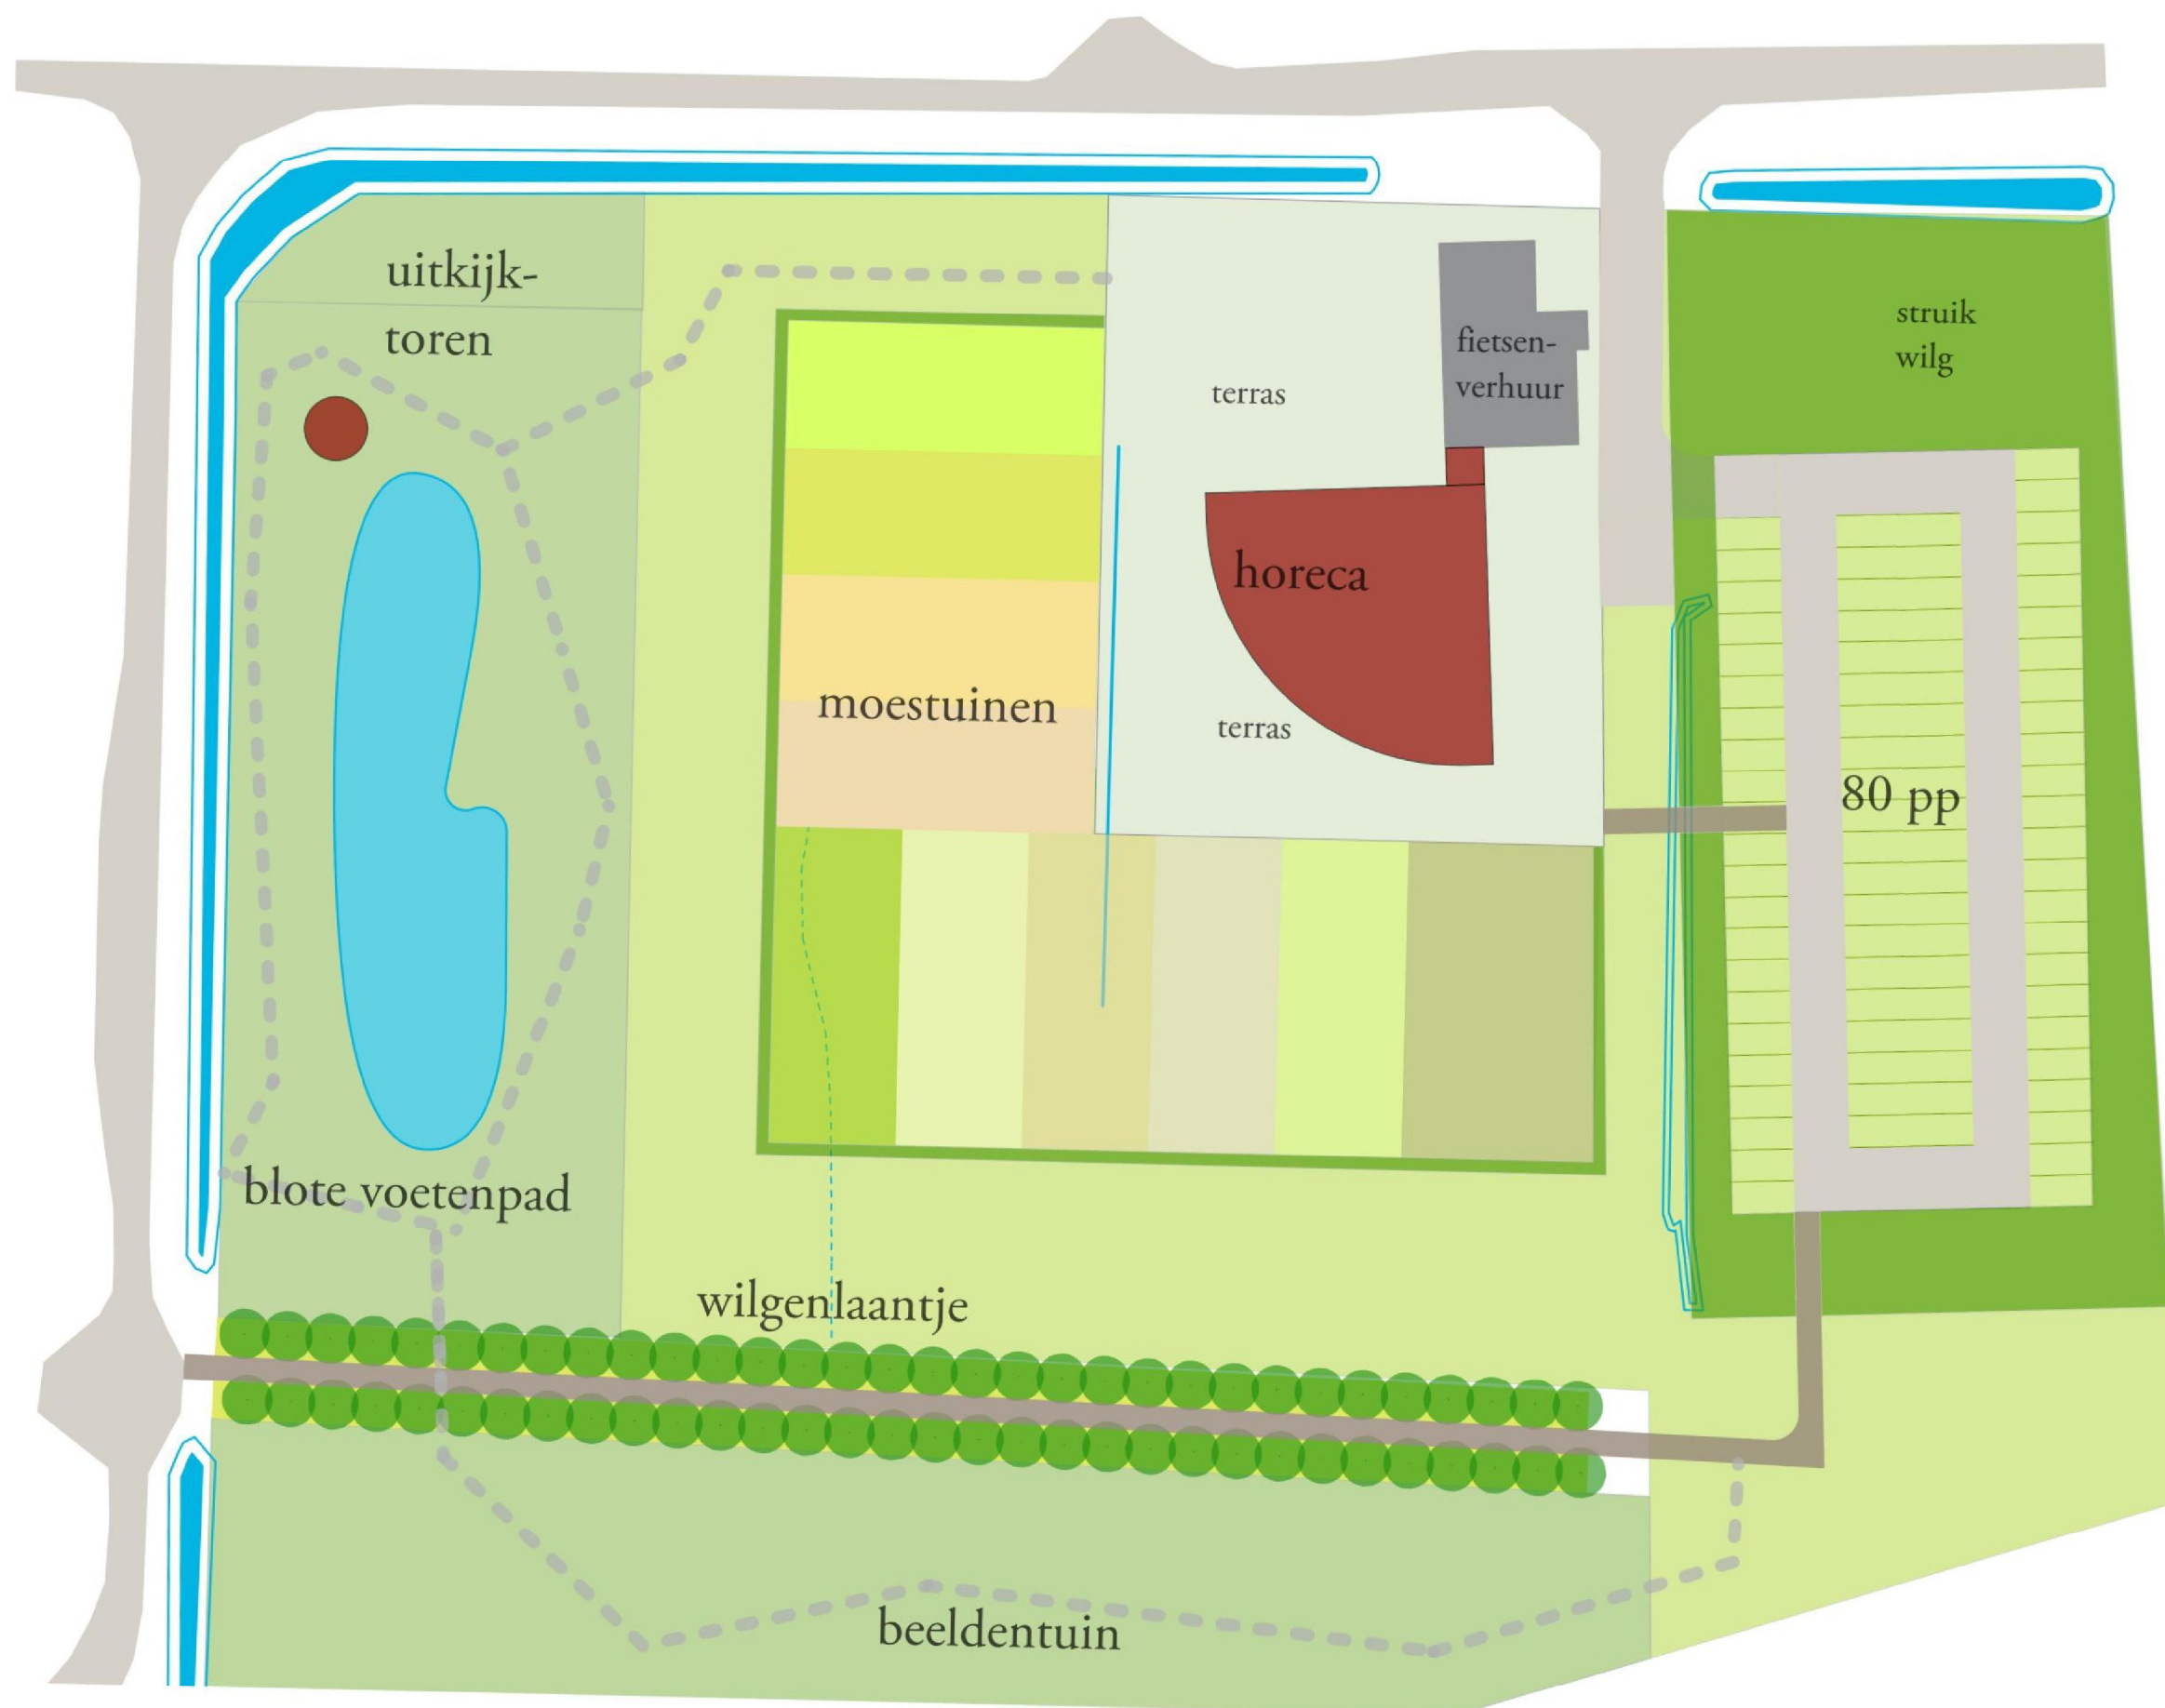 uitkijk-
toren
struik
wilg
fietsen-
verhuur
terras
horeca
moestuinen
terras
80 pp
blote voetenpad
wilgenlaantje
beeldentuin